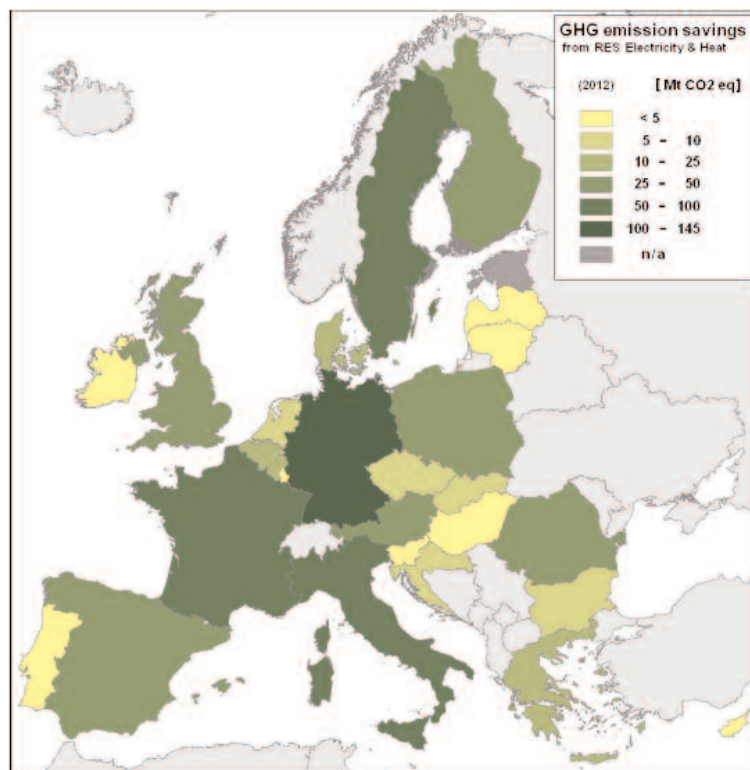 GHG emission savings
from RES Electricity & Heat
(2012) [ Mt CO2 eq]
< 5
5 - 10
10 - 25
25 - 50
50 - 100
100 - 145
n/a